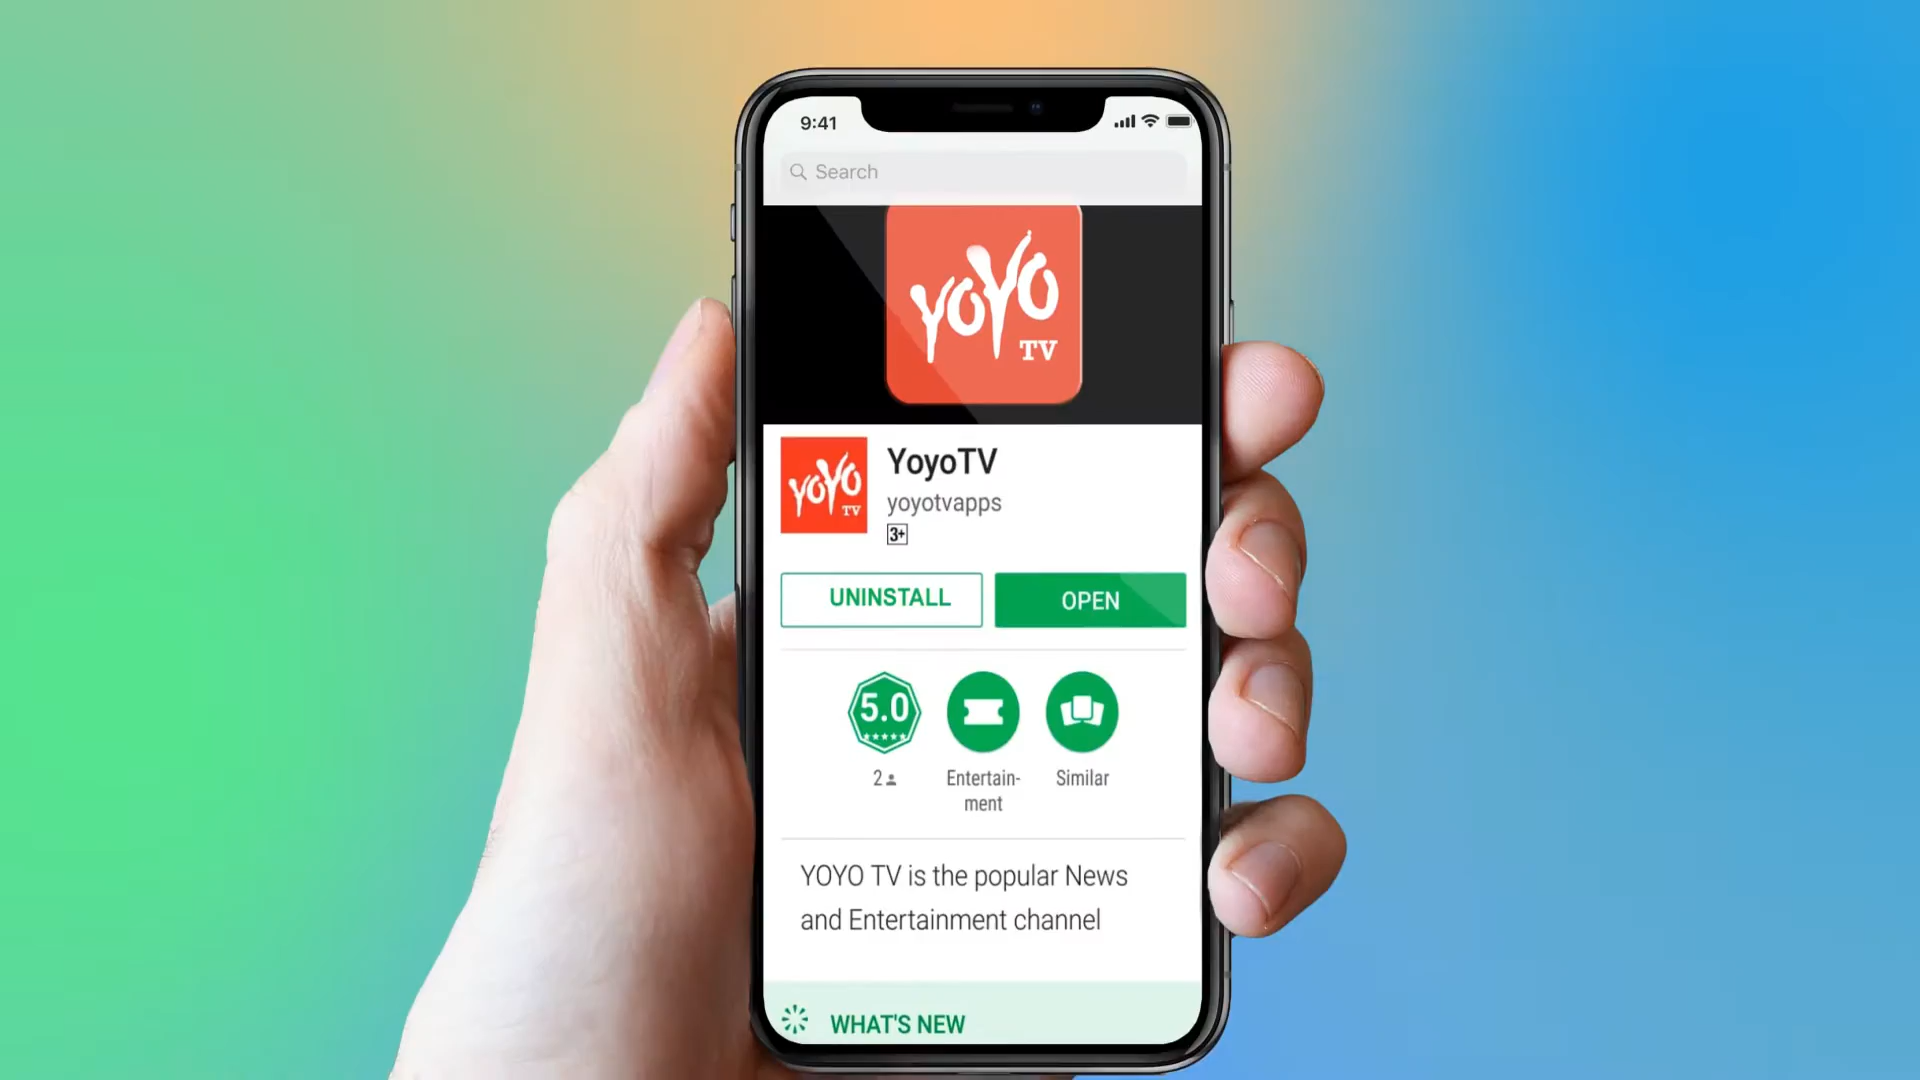 9:41
Search
YOYO
TV
YOYO
TV
YoyoTV
yoyotvapps
3+
UNINSTALL
OPEN
5.0
2
Entertain-
ment
Similar
YOYO TV is the popular News
and Entertainment channel
WHAT'S NEW